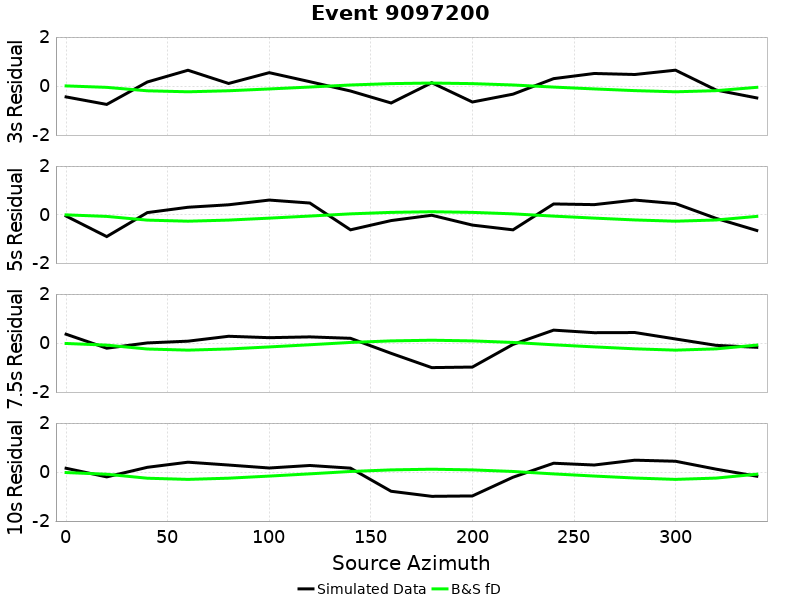 Event 9097200
3s Residual
2
0
-2
5s Residual
2
0
-2
7.5s Residual
2
0
-2
10s Residual
2
0
-2
0 50 100 150 200 250 300
Source Azimuth
Simulated Data B&S fD